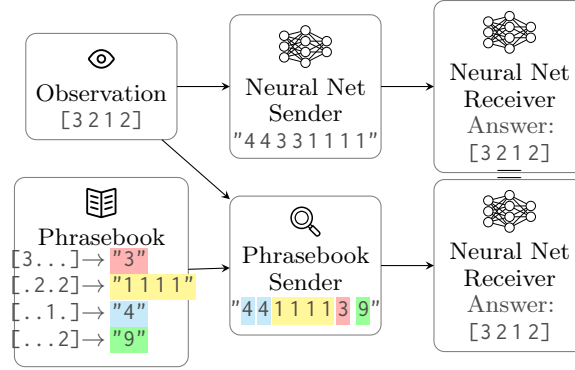 Observation
[3 2 1 2]
Neural Net
Sender
"4 4 3 3 1 1 1 1"
Neural Net
Receiver
Answer:
[3 2 1 2]
Phrasebook
[3...]→ "3"
[.2.2]→ "1 1 1 1"
[..1.]→ "4"
[...2]→ "9"
Phrasebook
Sender
"4 4 1 1 1 1 3 9"
Neural Net
Receiver
Answer:
[3 2 1 2]